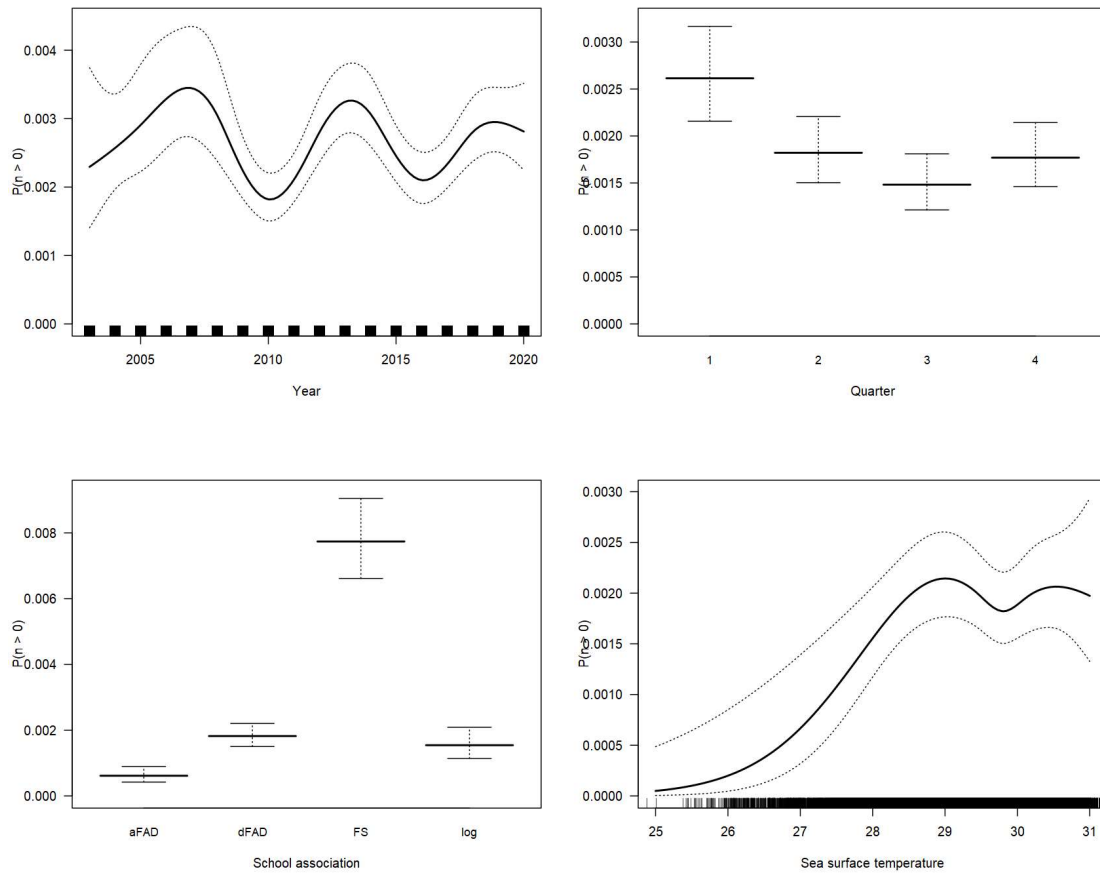 P(n > 0)
0.004
0.003
0.002
0.001
0.000
2005 2010 2015 2020
Year
P(n > 0)
0.0030
0.0025
0.0020
0.0015
0.0010
0.0005
0.0000
1 2 3 4
Quarter
P(n > 0)
0.008
0.006
0.004
0.002
0.000
aFAD dFAD FS log
School association
P(n > 0)
0.0030
0.0025
0.0020
0.0015
0.0010
0.0005
0.0000
25 26 27 28 29 30 31
Sea surface temperature